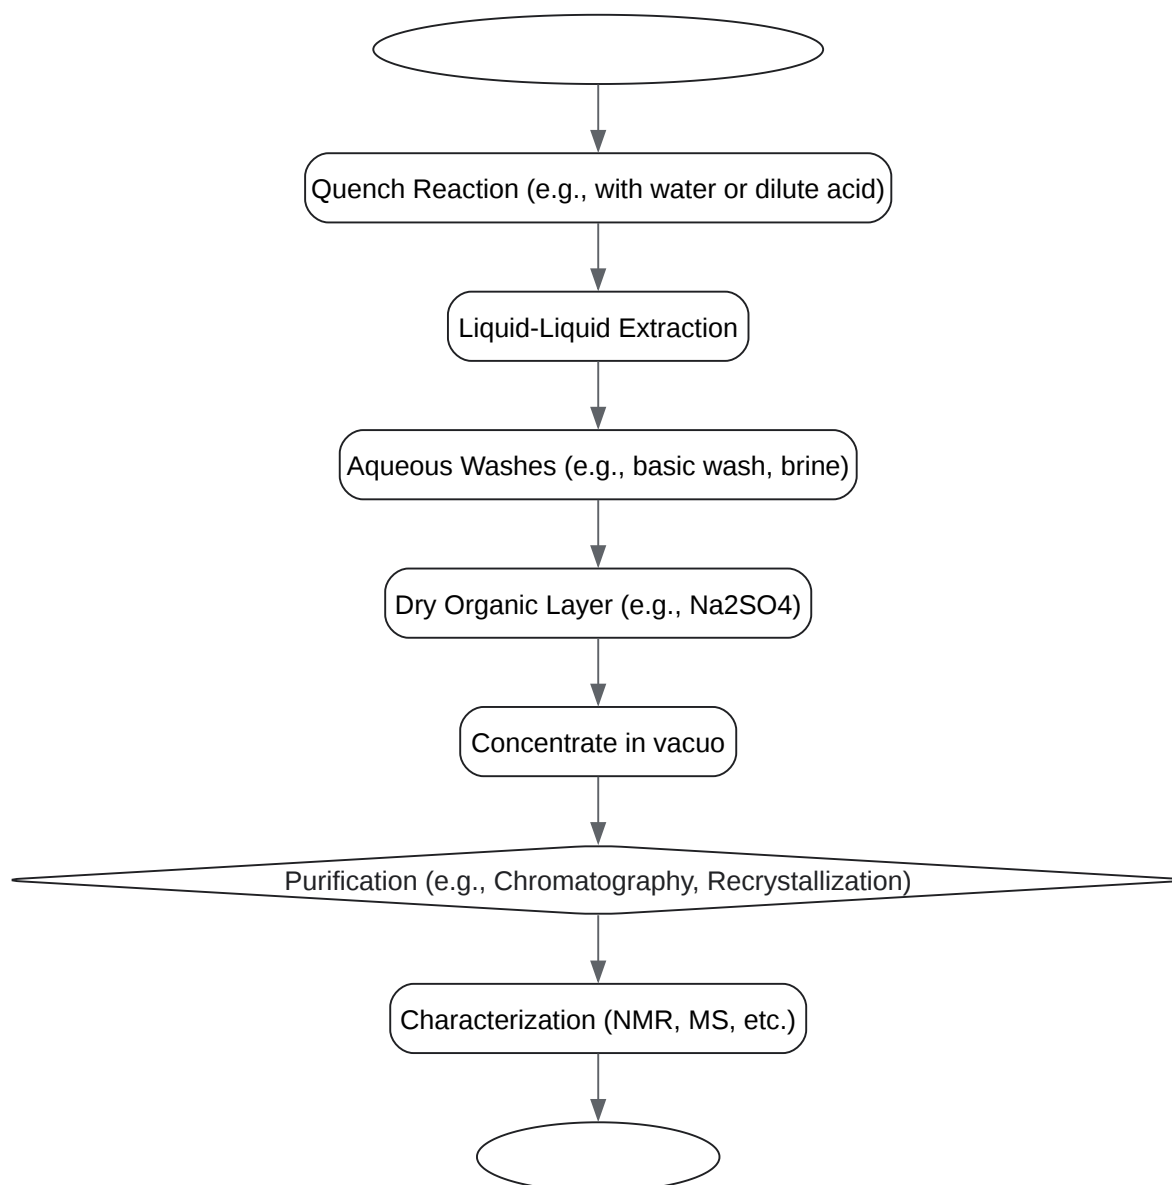 Quench Reaction (e.g., with water or dilute acid)
Liquid-Liquid Extraction
Aqueous Washes (e.g., basic wash, brine)
Dry Organic Layer (e.g., Na2SO4)
Concentrate in vacuo
Purification (e.g., Chromatography, Recrystallization)
Characterization (NMR, MS, etc.)